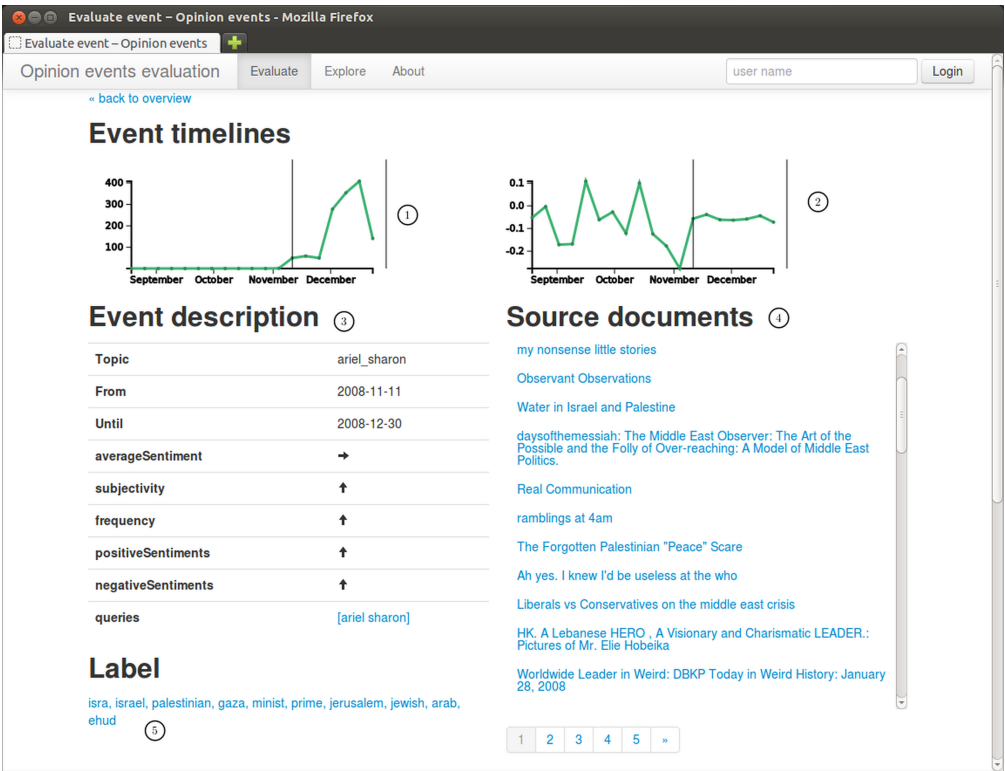 Evaluate event – Opinion events - Mozilla Firefox
Evaluate event – Opinion events
Opinion events evaluation
Evaluate
Explore
About
user name
Login
« back to overview
Event timelines
400
300
200
100
September October November December
1
0.1
0.0
-0.1
-0.2
September October November December
2
Event description 3
Topic ariel_sharon
From 2008-11-11
Until 2008-12-30
averageSentiment ➔
subjectivity ↑
frequency ↑
positiveSentiments ↑
negativeSentiments ↑
queries [ariel sharon]
Label
isra, israel, palestinian, gaza, minist, prime, jerusalem, jewish, arab,
ehud
5
Source documents 4
my nonsense little stories
Observant Observations
Water in Israel and Palestine
daysofthemessiah: The Middle East Observer: The Art of the
Possible and the Folly of Over-reaching: A Model of Middle East
Politics.
Real Communication
ramblings at 4am
The Forgotten Palestinian "Peace" Scare
Ah yes. I knew I'd be useless at the who
Liberals vs Conservatives on the middle east crisis
HK. A Lebanese HERO , A Visionary and Charismatic LEADER.:
Pictures of Mr. Elie Hobeika
Worldwide Leader in Weird: DBKP Today in Weird History: January
28, 2008
1 2 3 4 5 »